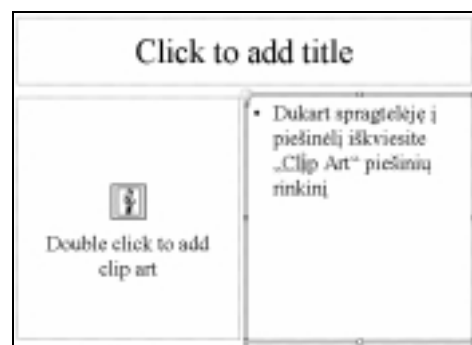 Click to add title
Double click to add
clip art
• Dukart spragtelėję į
piešinėlį iškviesite
„Clip Art“ piešinių
rinkinį